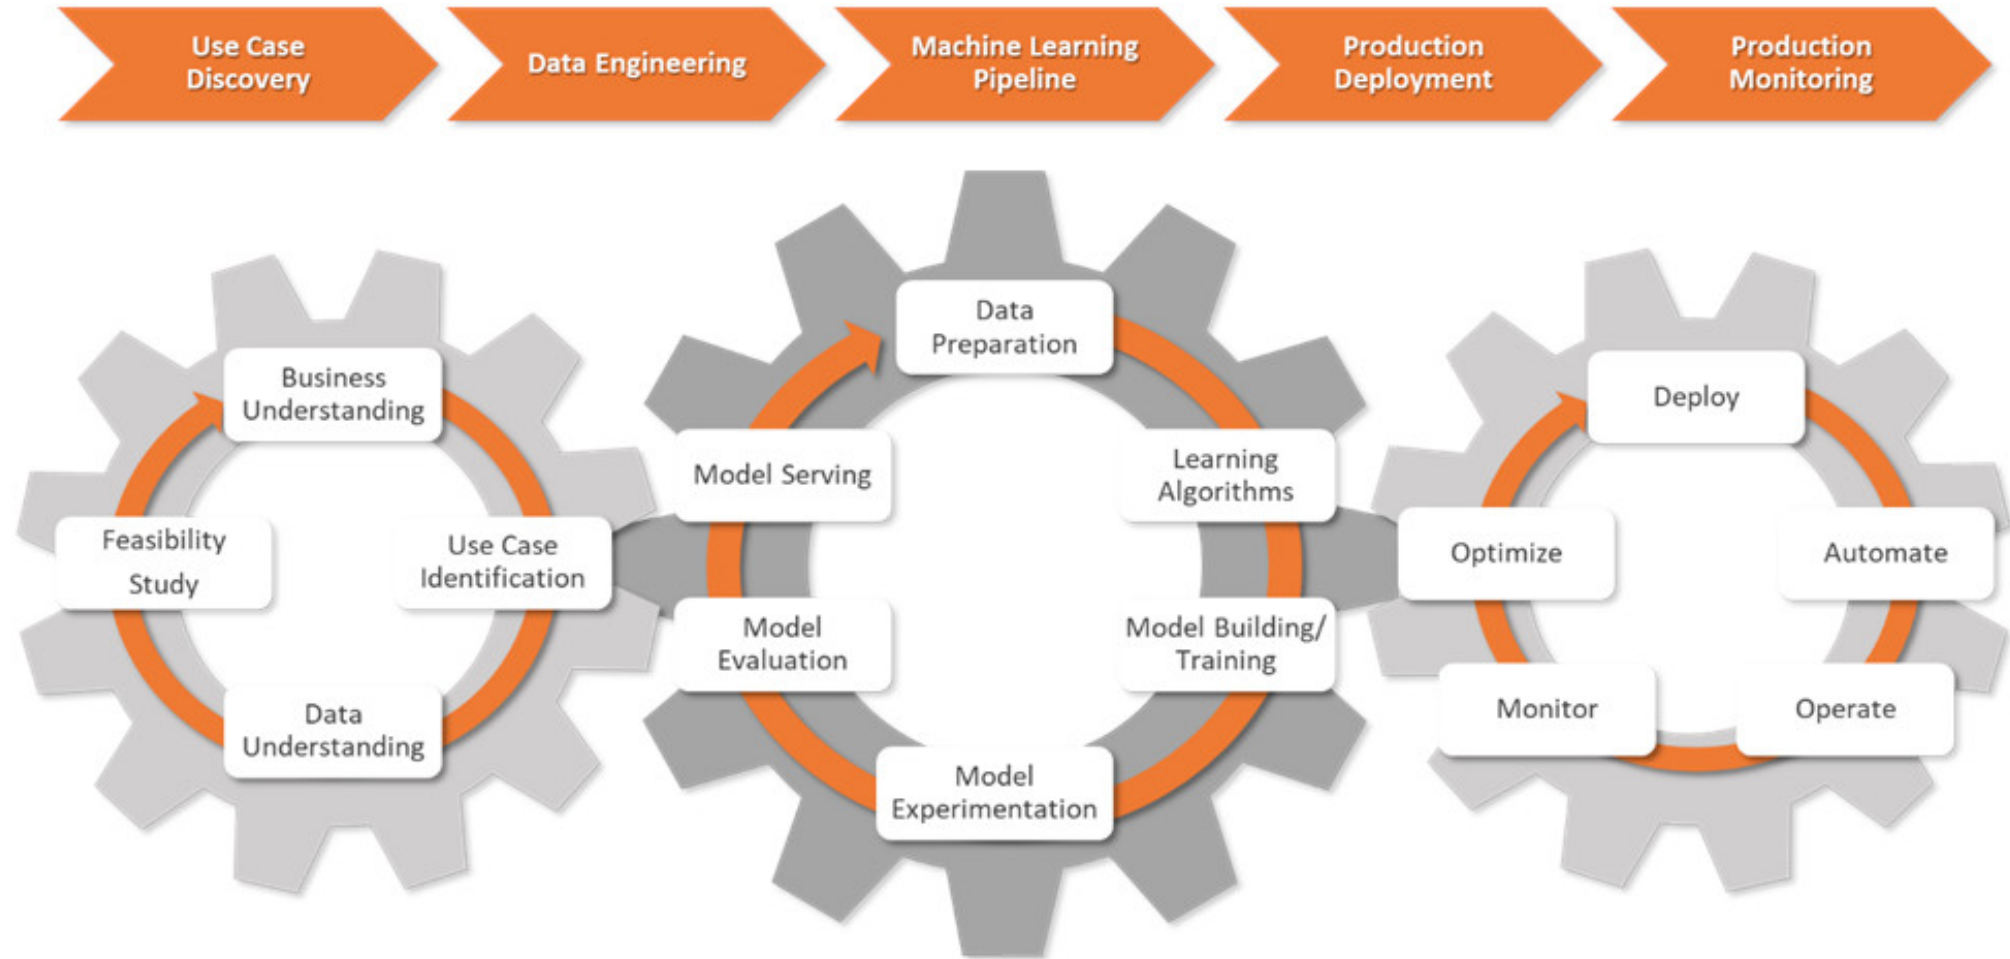 Use Case
Discovery
Data Engineering
Machine Learning
Pipeline
Production
Deployment
Production
Monitoring
Business
Understanding
Use Case
Identification
Data
Understanding
Feasibility
Study
Data
Preparation
Learning
Algorithms
Model Building/
Training
Model
Experimentation
Model
Evaluation
Model Serving
Deploy
Automate
Operate
Monitor
Optimize